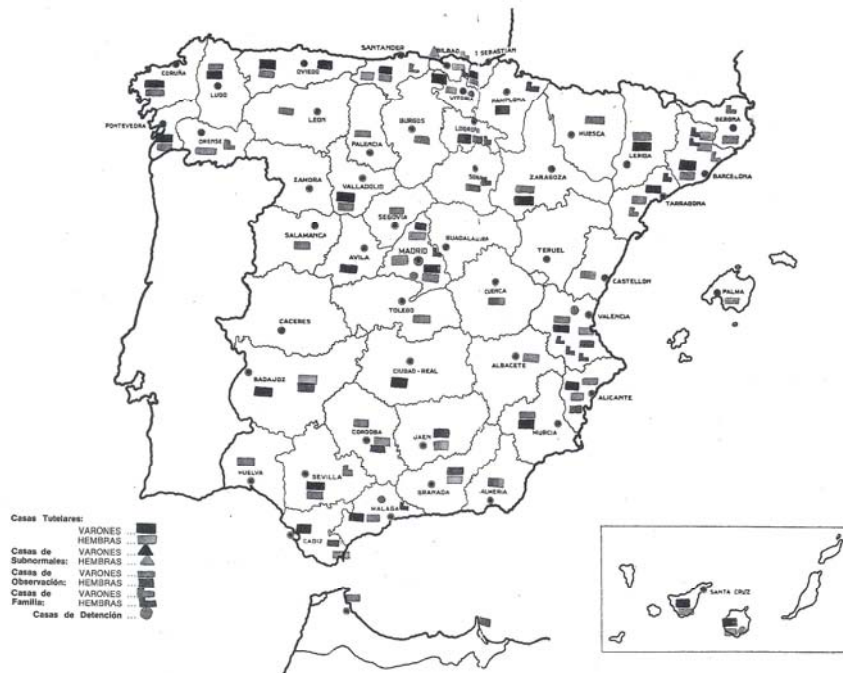 SANTANDER
BILBAO
SEBASTIAN
CORUÑA
OVIEDO
LUGO
VITORIA
PAMPLONA
PONTEVEDRA
ORENSE
LEON
BURGOS
LOGROÑO
HUESCA
GERONA
PALENCIA
LERIDA
ZAMORA
VALLADOLID
SORIA
ZARAGOZA
BARCELONA
TARRAGONA
SEGOVIA
SALAMANCA
AVILA
MADRID
GUADALAJARA
TERUEL
CASTELLON
CUENCA
PALMA
TOLEDO
CACERES
VALENCIA
CIUDAD-REAL
ALBACETE
BADAJOZ
ALICANTE
CORDOBA
JAEN
MURCIA
HUELVA
SEVILLA
GRANADA
ALMERIA
MALAGA
CADIZ
Casas Tutelares:
VARONES ...
HEMBRAS ...
Casas de VARONES ...
Subnormales: HEMBRAS ...
Casas de VARONES ...
Observación: HEMBRAS ...
Casas de VARONES ...
Familia: HEMBRAS ...
Casas de Detención ...
SANTA CRUZ